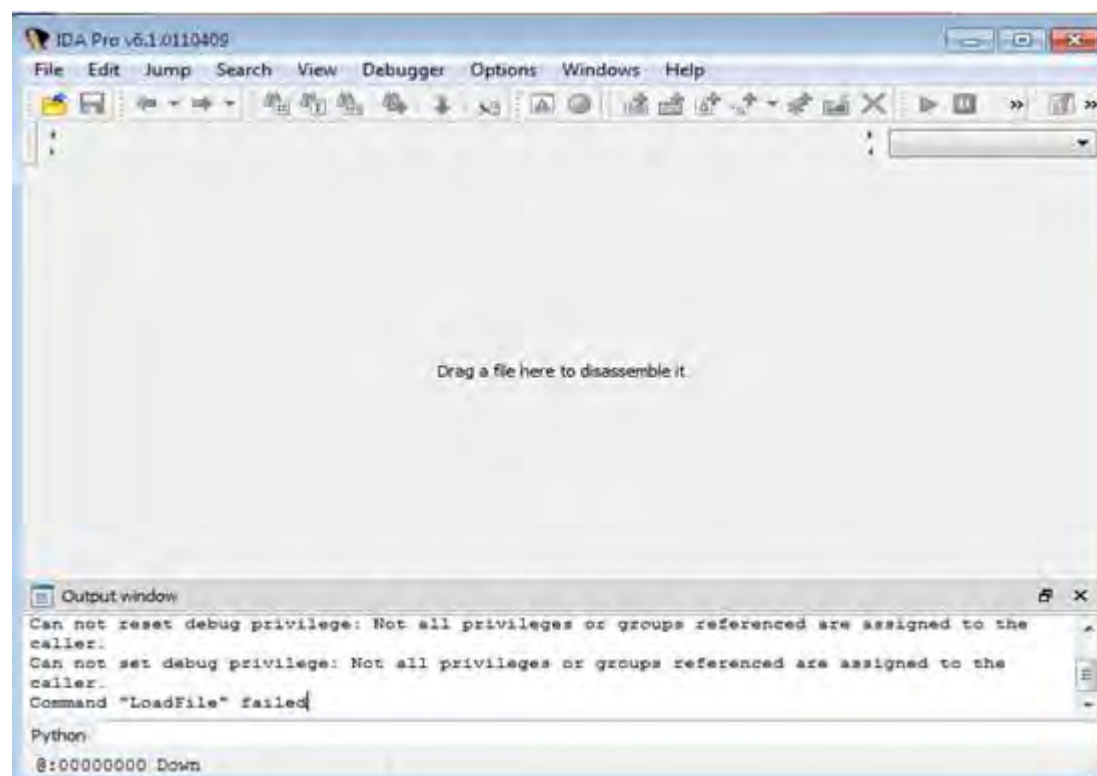 IDA Pro v6.1.0110409
File Edit Jump Search View Debugger Options Windows Help
Drag a file here to disassemble it
Output window
Can not reset debug privilege: Not all privileges or groups referenced are assigned to the
caller.
Can not set debug privilege: Not all privileges or groups referenced are assigned to the
caller.
Command "LoadFile" failed
Python
@:00000000 Down